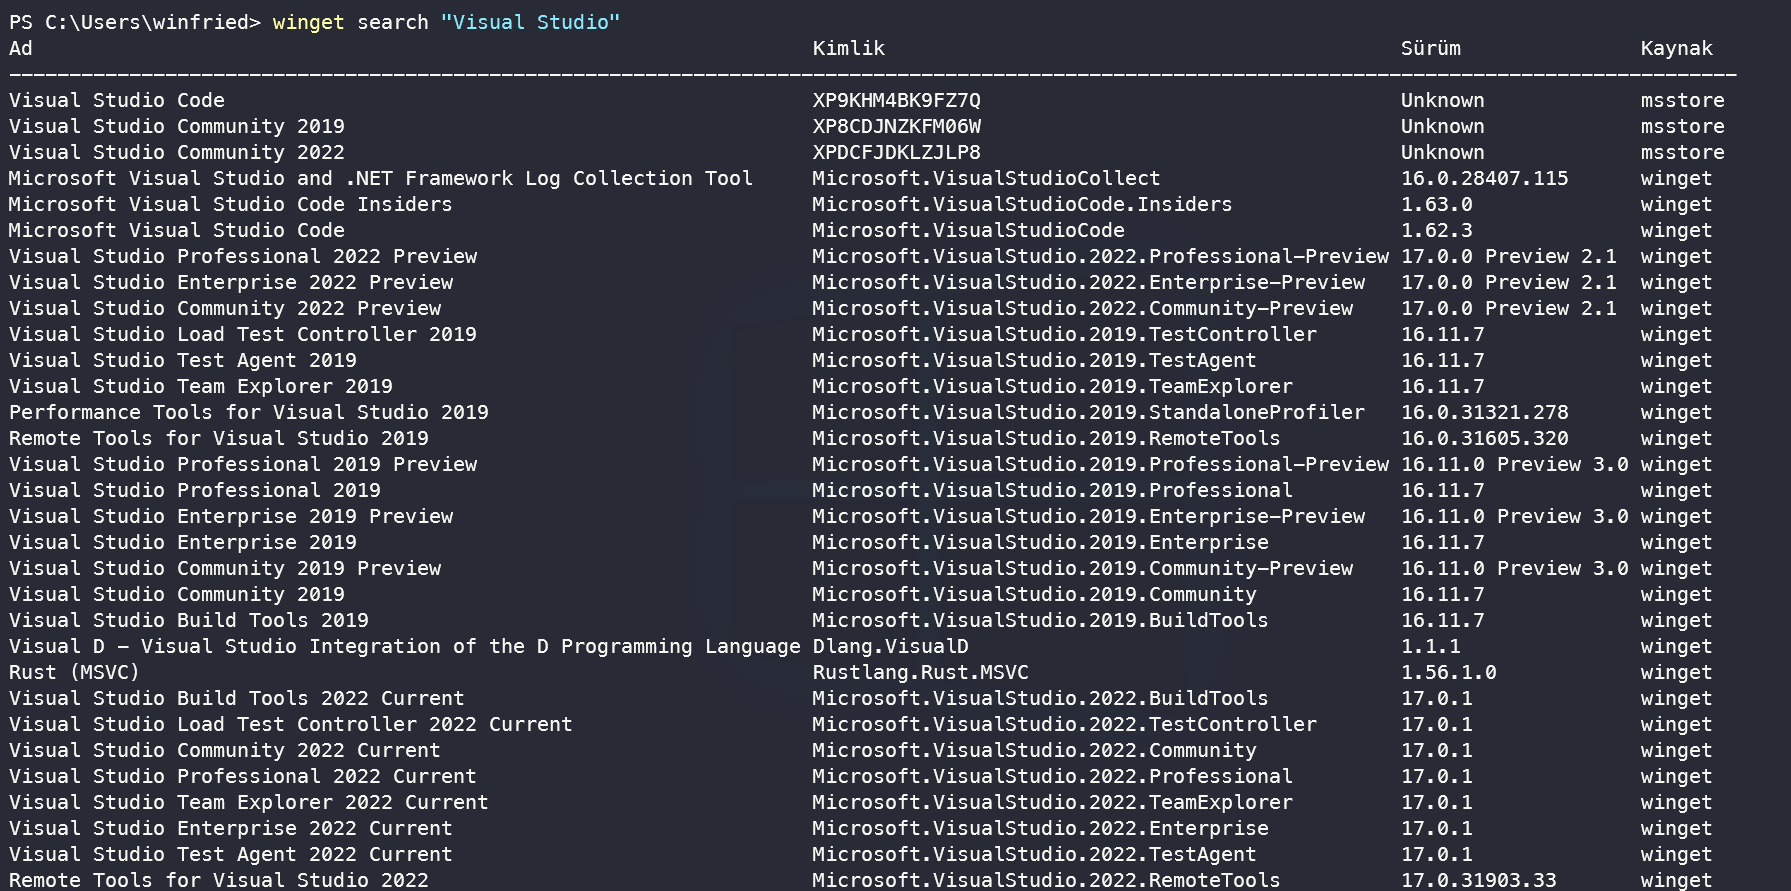 PS C:\Users\winfried> winget search "Visual Studio"
Ad Kimlik Sürüm Kaynak
------------------------------------------------------------------------------------------------------------------------------------------------
Visual Studio Code XP9KHM4BK9FZ7Q Unknown msstore
Visual Studio Community 2019 XP8CDJNZKFM06W Unknown msstore
Visual Studio Community 2022 XPDCFJDKLZJLP8 Unknown msstore
Microsoft Visual Studio and .NET Framework Log Collection Tool Microsoft.VisualStudioCollect 16.0.28407.115 winget
Microsoft Visual Studio Code Insiders Microsoft.VisualStudioCode.Insiders 1.63.0 winget
Microsoft Visual Studio Code Microsoft.VisualStudioCode 1.62.3 winget
Visual Studio Professional 2022 Preview Microsoft.VisualStudio.2022.Professional-Preview 17.0.0 Preview 2.1 winget
Visual Studio Enterprise 2022 Preview Microsoft.VisualStudio.2022.Enterprise-Preview 17.0.0 Preview 2.1 winget
Visual Studio Community 2022 Preview Microsoft.VisualStudio.2022.Community-Preview 17.0.0 Preview 2.1 winget
Visual Studio Load Test Controller 2019 Microsoft.VisualStudio.2019.TestController 16.11.7 winget
Visual Studio Test Agent 2019 Microsoft.VisualStudio.2019.TestAgent 16.11.7 winget
Visual Studio Team Explorer 2019 Microsoft.VisualStudio.2019.TeamExplorer 16.11.7 winget
Performance Tools for Visual Studio 2019 Microsoft.VisualStudio.2019.StandaloneProfiler 16.0.31321.278 winget
Remote Tools for Visual Studio 2019 Microsoft.VisualStudio.2019.RemoteTools 16.0.31605.320 winget
Visual Studio Professional 2019 Preview Microsoft.VisualStudio.2019.Professional-Preview 16.11.0 Preview 3.0 winget
Visual Studio Professional 2019 Microsoft.VisualStudio.2019.Professional 16.11.7 winget
Visual Studio Enterprise 2019 Preview Microsoft.VisualStudio.2019.Enterprise-Preview 16.11.0 Preview 3.0 winget
Visual Studio Enterprise 2019 Microsoft.VisualStudio.2019.Enterprise 16.11.7 winget
Visual Studio Community 2019 Preview Microsoft.VisualStudio.2019.Community-Preview 16.11.0 Preview 3.0 winget
Visual Studio Community 2019 Microsoft.VisualStudio.2019.Community 16.11.7 winget
Visual Studio Build Tools 2019 Microsoft.VisualStudio.2019.BuildTools 16.11.7 winget
Visual D - Visual Studio Integration of the D Programming Language Dlang.VisualD 1.1.1 winget
Rust (MSVC) Rustlang.Rust.MSVC 1.56.1.0 winget
Visual Studio Build Tools 2022 Current Microsoft.VisualStudio.2022.BuildTools 17.0.1 winget
Visual Studio Load Test Controller 2022 Current Microsoft.VisualStudio.2022.TestController 17.0.1 winget
Visual Studio Community 2022 Current Microsoft.VisualStudio.2022.Community 17.0.1 winget
Visual Studio Professional 2022 Current Microsoft.VisualStudio.2022.Professional 17.0.1 winget
Visual Studio Team Explorer 2022 Current Microsoft.VisualStudio.2022.TeamExplorer 17.0.1 winget
Visual Studio Enterprise 2022 Current Microsoft.VisualStudio.2022.Enterprise 17.0.1 winget
Visual Studio Test Agent 2022 Current Microsoft.VisualStudio.2022.TestAgent 17.0.1 winget
Remote Tools for Visual Studio 2022 Microsoft.VisualStudio.2022.RemoteTools 17.0.31903.33 winget